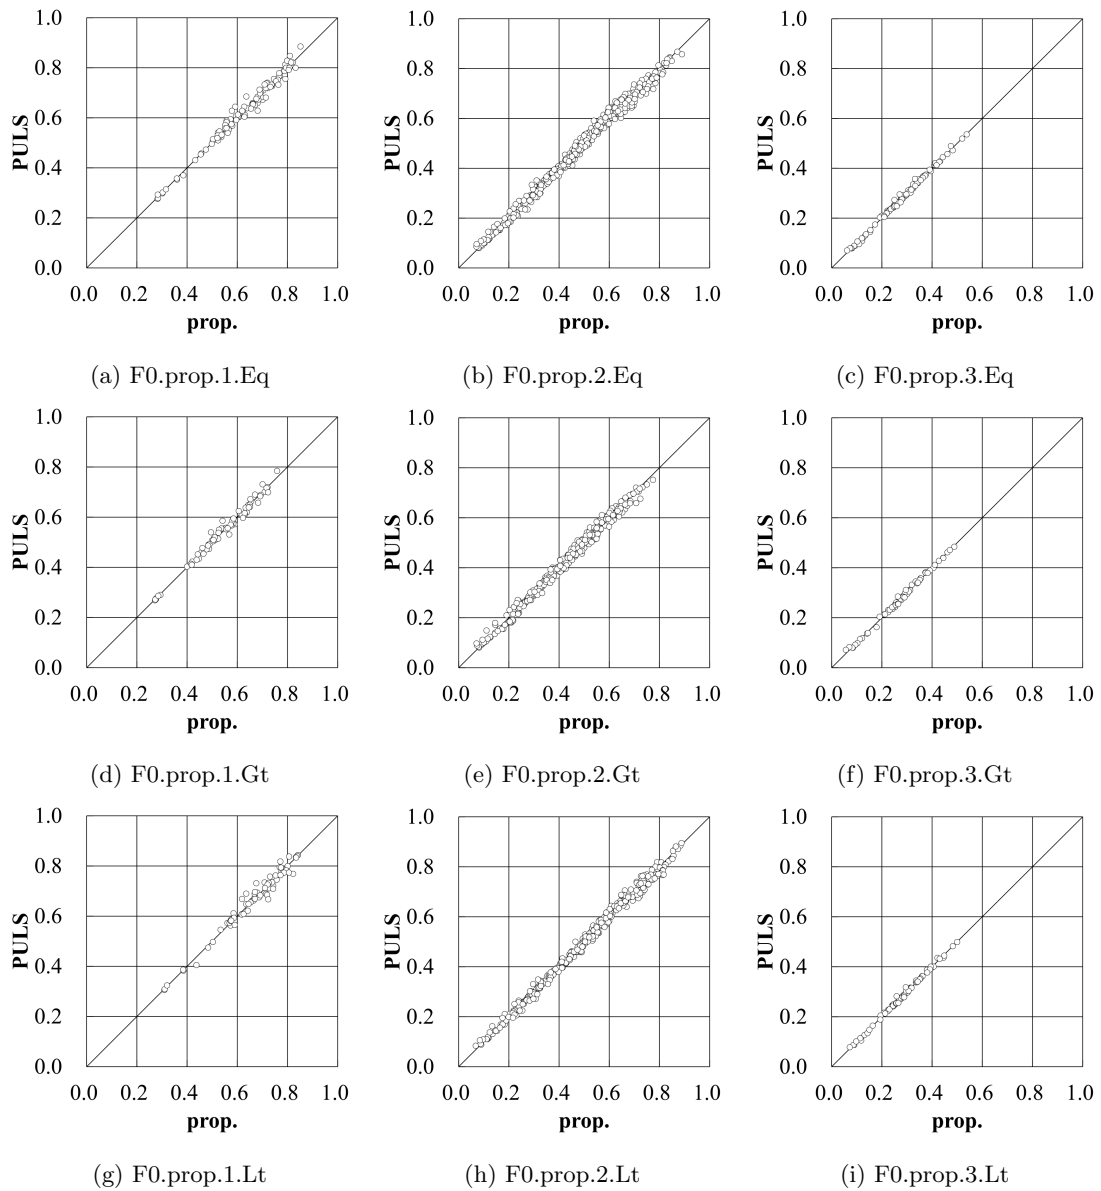 1.0 1.0 1.0
0.8 0.8 0.8
0.6 0.6 0.6
PULS PULS PULS
0.4 0.4 0.4
0.2 0.2 0.2
0.0 0.0 0.0
0.0 0.2 0.4 0.6 0.8 1.0 0.0 0.2 0.4 0.6 0.8 1.0 0.0 0.2 0.4 0.6 0.8 1.0
prop. prop. prop.
(a) F0.prop.1.Eq (b) F0.prop.2.Eq (c) F0.prop.3.Eq
1.0 1.0 1.0
0.8 0.8 0.8
0.6 0.6 0.6
PULS PULS PULS
0.4 0.4 0.4
0.2 0.2 0.2
0.0 0.0 0.0
0.0 0.2 0.4 0.6 0.8 1.0 0.0 0.2 0.4 0.6 0.8 1.0 0.0 0.2 0.4 0.6 0.8 1.0
prop. prop. prop.
(d) F0.prop.1.Gt (e) F0.prop.2.Gt (f) F0.prop.3.Gt
1.0 1.0 1.0
0.8 0.8 0.8
0.6 0.6 0.6
PULS PULS PULS
0.4 0.4 0.4
0.2 0.2 0.2
0.0 0.0 0.0
0.0 0.2 0.4 0.6 0.8 1.0 0.0 0.2 0.4 0.6 0.8 1.0 0.0 0.2 0.4 0.6 0.8 1.0
prop. prop. prop.
(g) F0.prop.1.Lt (h) F0.prop.2.Lt (i) F0.prop.3.Lt